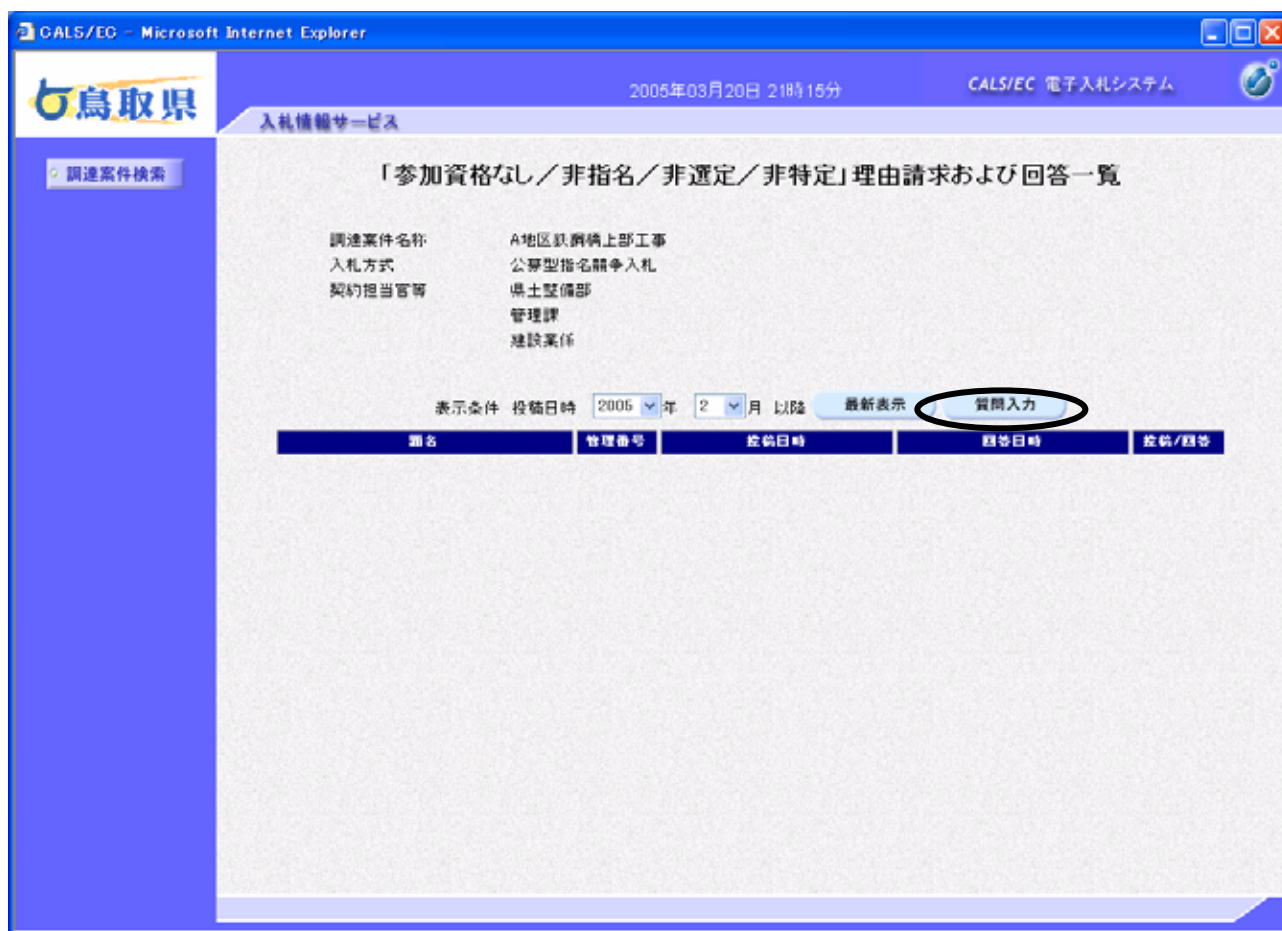 CALS/EC - Microsoft Internet Explorer
鳥取県
2005年03月20日 21時15分
CALS/EC 電子入札システム
入札情報サービス
調達案件検索
「参加資格なし／非指名／非選定／非特定」理由請求および回答一覧
調達案件名称 A地区鉄鋼橋上部工事
入札方式 公募型指名競争入札
契約担当官等 県土整備部
管理課
建設業係
表示条件 投稿日時 2005 年 2 月 以降 最新表示 質問入力
題名 管理番号 投稿日時 回答日時 投稿/回答